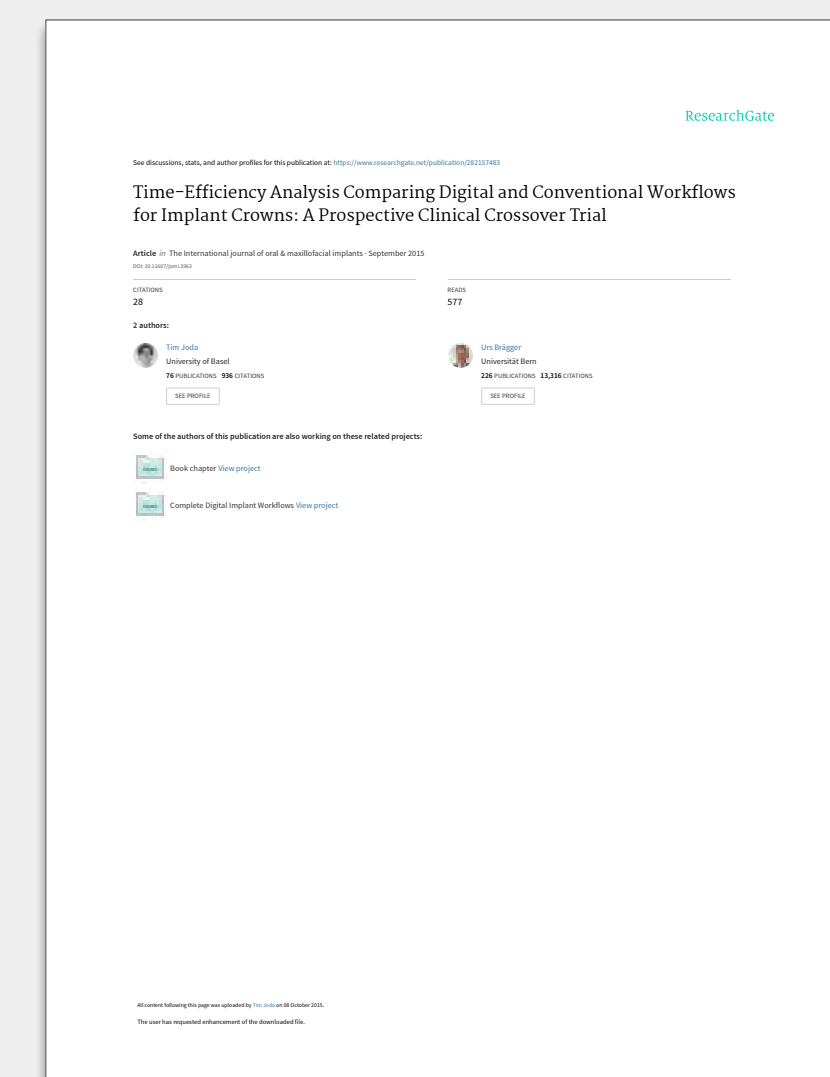 ResearchGate
See discussions, stats, and author profiles for this publication at: https://www.researchgate.net/publication/282157483
Time-Efficiency Analysis Comparing Digital and Conventional Workflows
for Implant Crowns: A Prospective Clinical Crossover Trial
Article in The International journal of oral & maxillofacial implants · September 2015
DOI: 10.11607/jomi.3963
CITATIONS
28
READS
577
2 authors:
Tim Joda
University of Basel
76 PUBLICATIONS 936 CITATIONS
SEE PROFILE
Urs Brägger
Universität Bern
226 PUBLICATIONS 13,316 CITATIONS
SEE PROFILE
Some of the authors of this publication are also working on these related projects:
Book chapter View project
Complete Digital Implant Workflows View project
All content following this page was uploaded by Tim Joda on 08 October 2015.
The user has requested enhancement of the downloaded file.